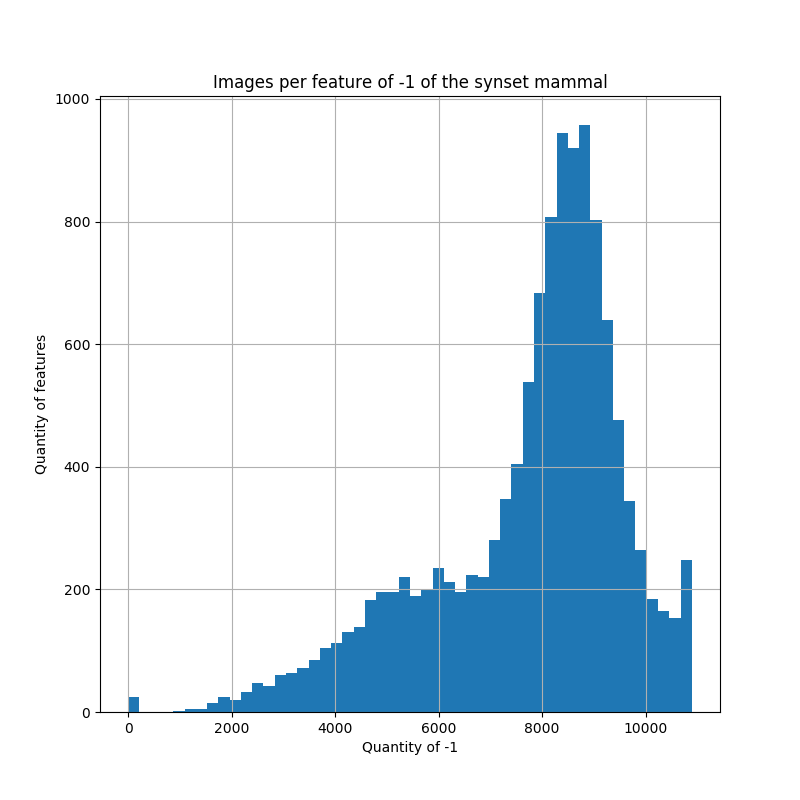 Images per feature of -1 of the synset mammal
1000
800
600
400
200
0
Quantity of features
0 2000 4000 6000 8000 10000
Quantity of -1